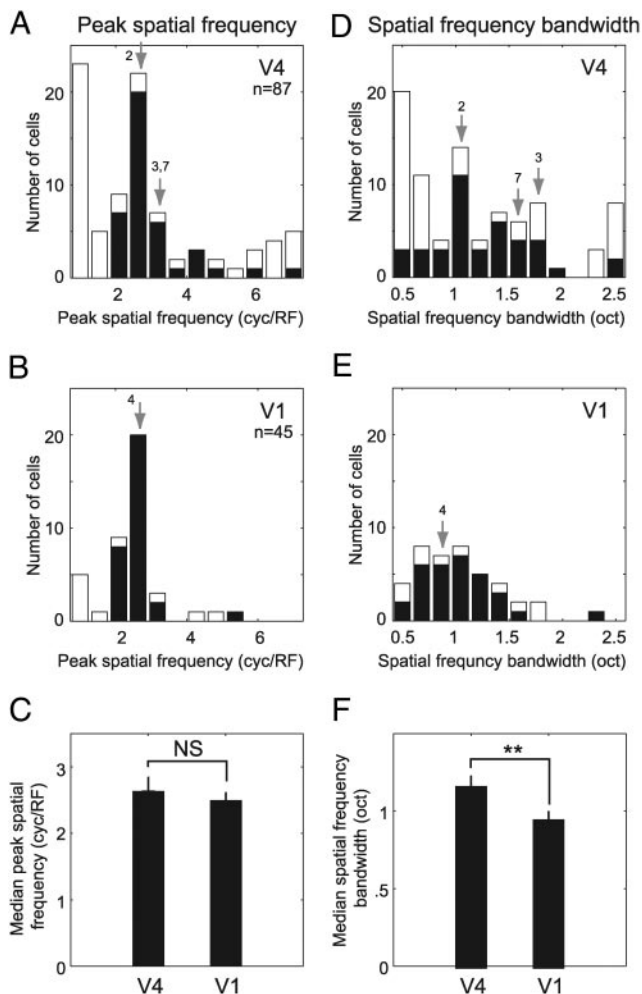 A Peak spatial frequency
V4
n=87
2
3,7
Number of cells
20
10
0
2 4 6
Peak spatial frequency (cyc/RF)
D Spatial frequency bandwidth
V4
2
7
3
Number of cells
20
10
0
0.5 1 1.5 2 2.5
Spatial frequency bandwidth (oct)
B
V1
n=45
4
Number of cells
20
10
0
2 4 6
Peak spatial frequency (cyc/RF)
E
V1
4
Number of cells
20
10
0
0.5 1 1.5 2 2.5
Spatial frequncy bandwidth (oct)
C
NS
Median peak spatial
frequency (cyc/RF)
3
2
1
0
V4 V1
F
**
Median spatial frequency
bandwidth (oct)
1
.5
0
V4 V1